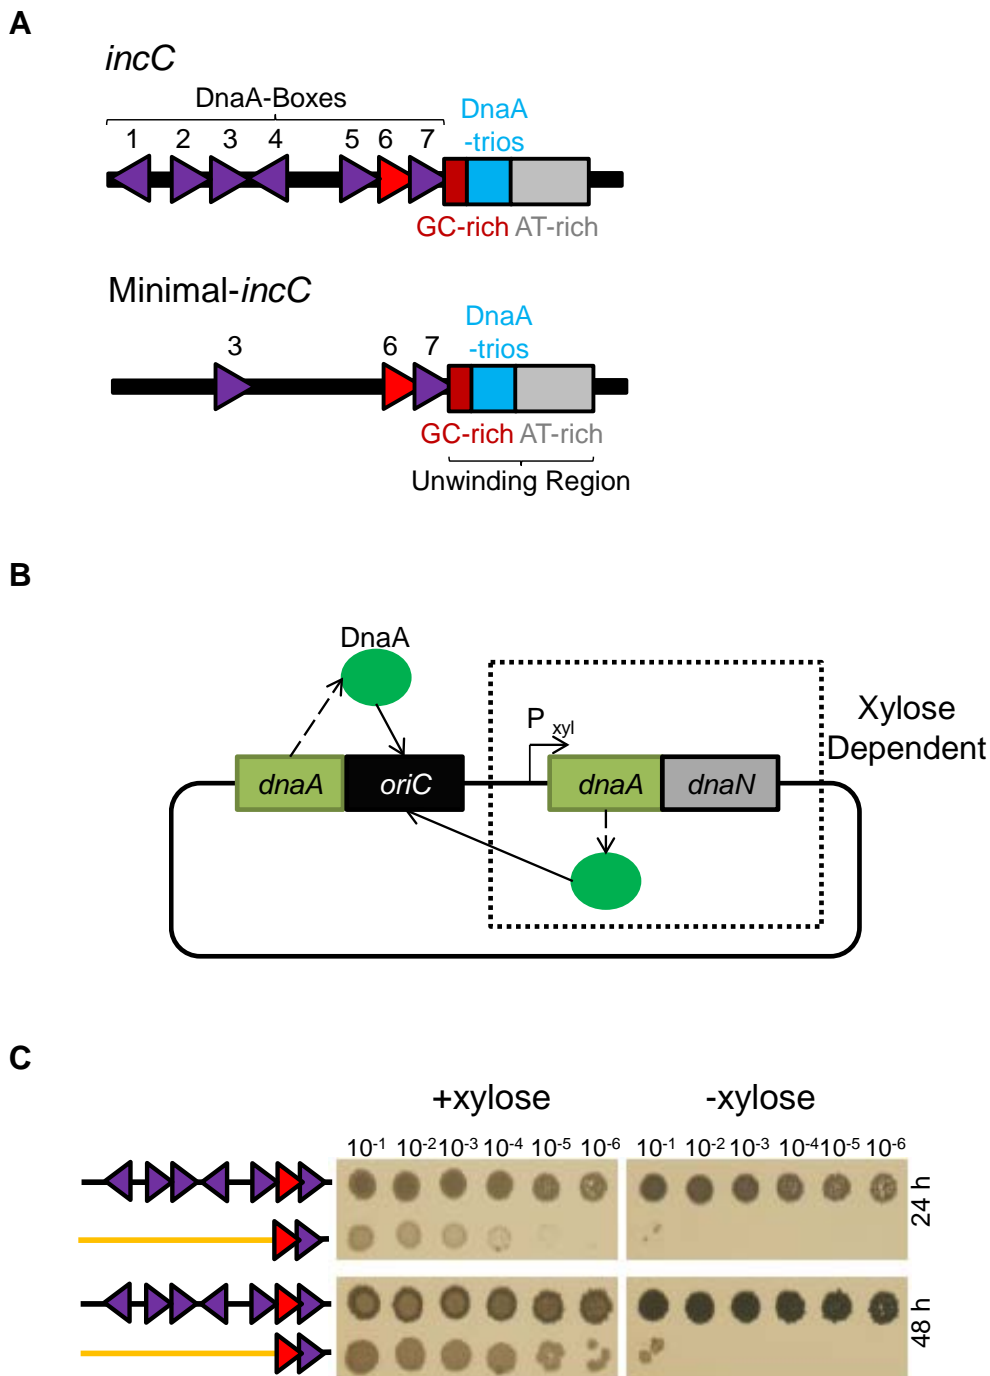 A
incC
DnaA-Boxes
DnaA
-trios
1 2 3 4 5 6 7
GC-rich AT-rich
Minimal-incC
DnaA
-trios
3 6 7
GC-rich AT-rich
Unwinding Region
B
DnaA
P xyl
Xylose
Dependent
dnaA oriC dnaA dnaN
C
+xylose -xylose
10-1 10-2 10-3 10-4 10-5 10-6 10-1 10-2 10-3 10-4 10-5 10-6
24 h
48 h